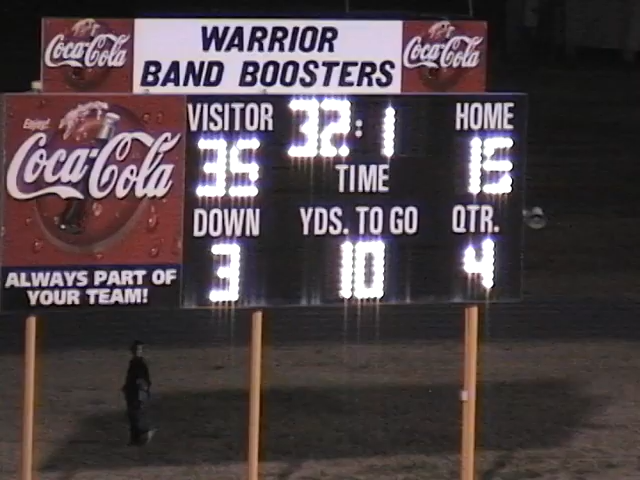 Coca-Cola
WARRIOR
BAND BOOSTERS
Coca-Cola
Enjoy
Coca-Cola
ALWAYS PART OF
YOUR TEAM!
VISITOR
35
32.:1
TIME
HOME
15
DOWN
3
YDS. TO GO
10
QTR.
4